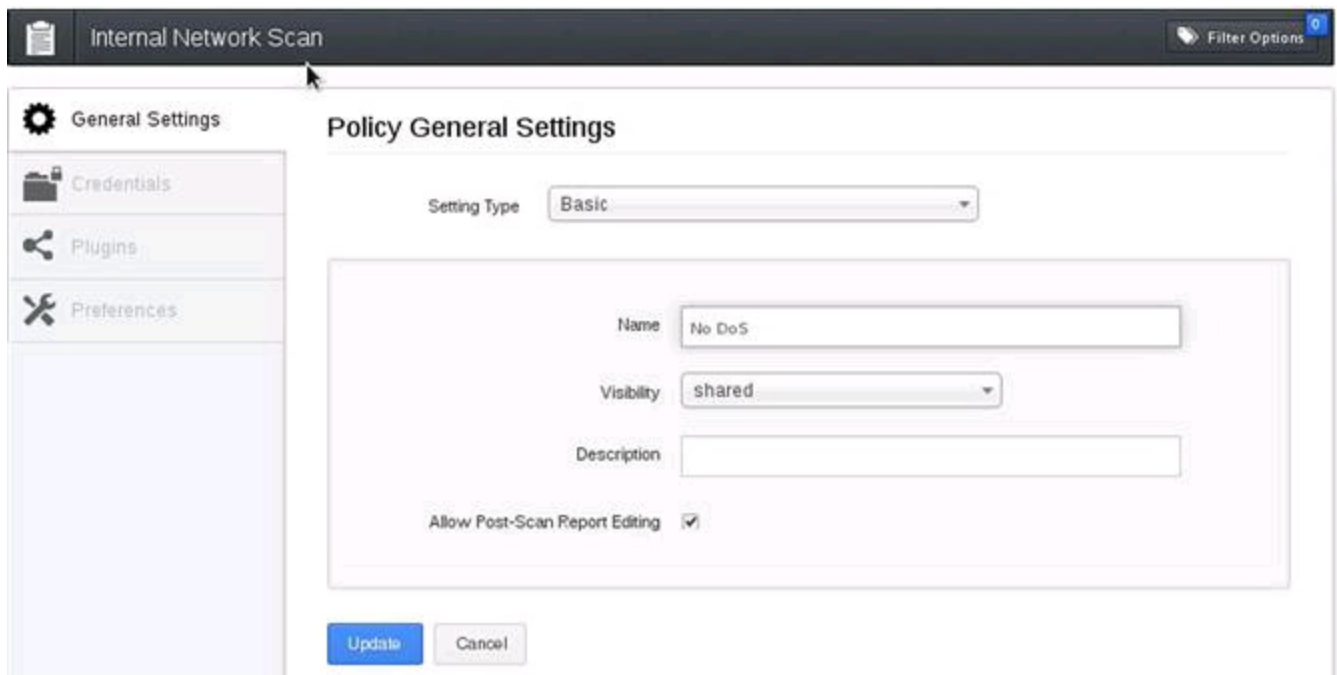 Internal Network Scan
Filter Options
0
General Settings
Credentials
Plugins
Preferences
Policy General Settings
Setting Type
Basic
Name
No DoS
Visibility
shared
Description
Allow Post-Scan Report Editing
Update
Cancel